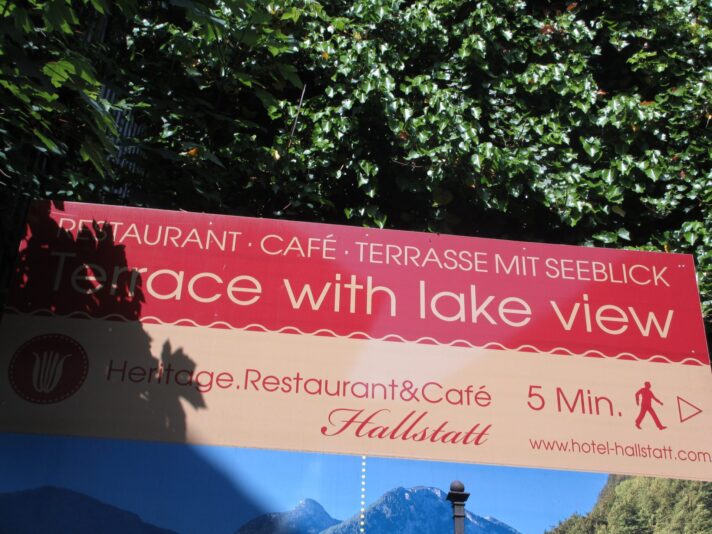 RESTAURANT · CAFÉ · TERRASSE MIT SEEBLICK
Terrace with lake view
Heritage.Restaurant&Café
Hallstatt
5 Min.
www.hotel-hallstatt.com